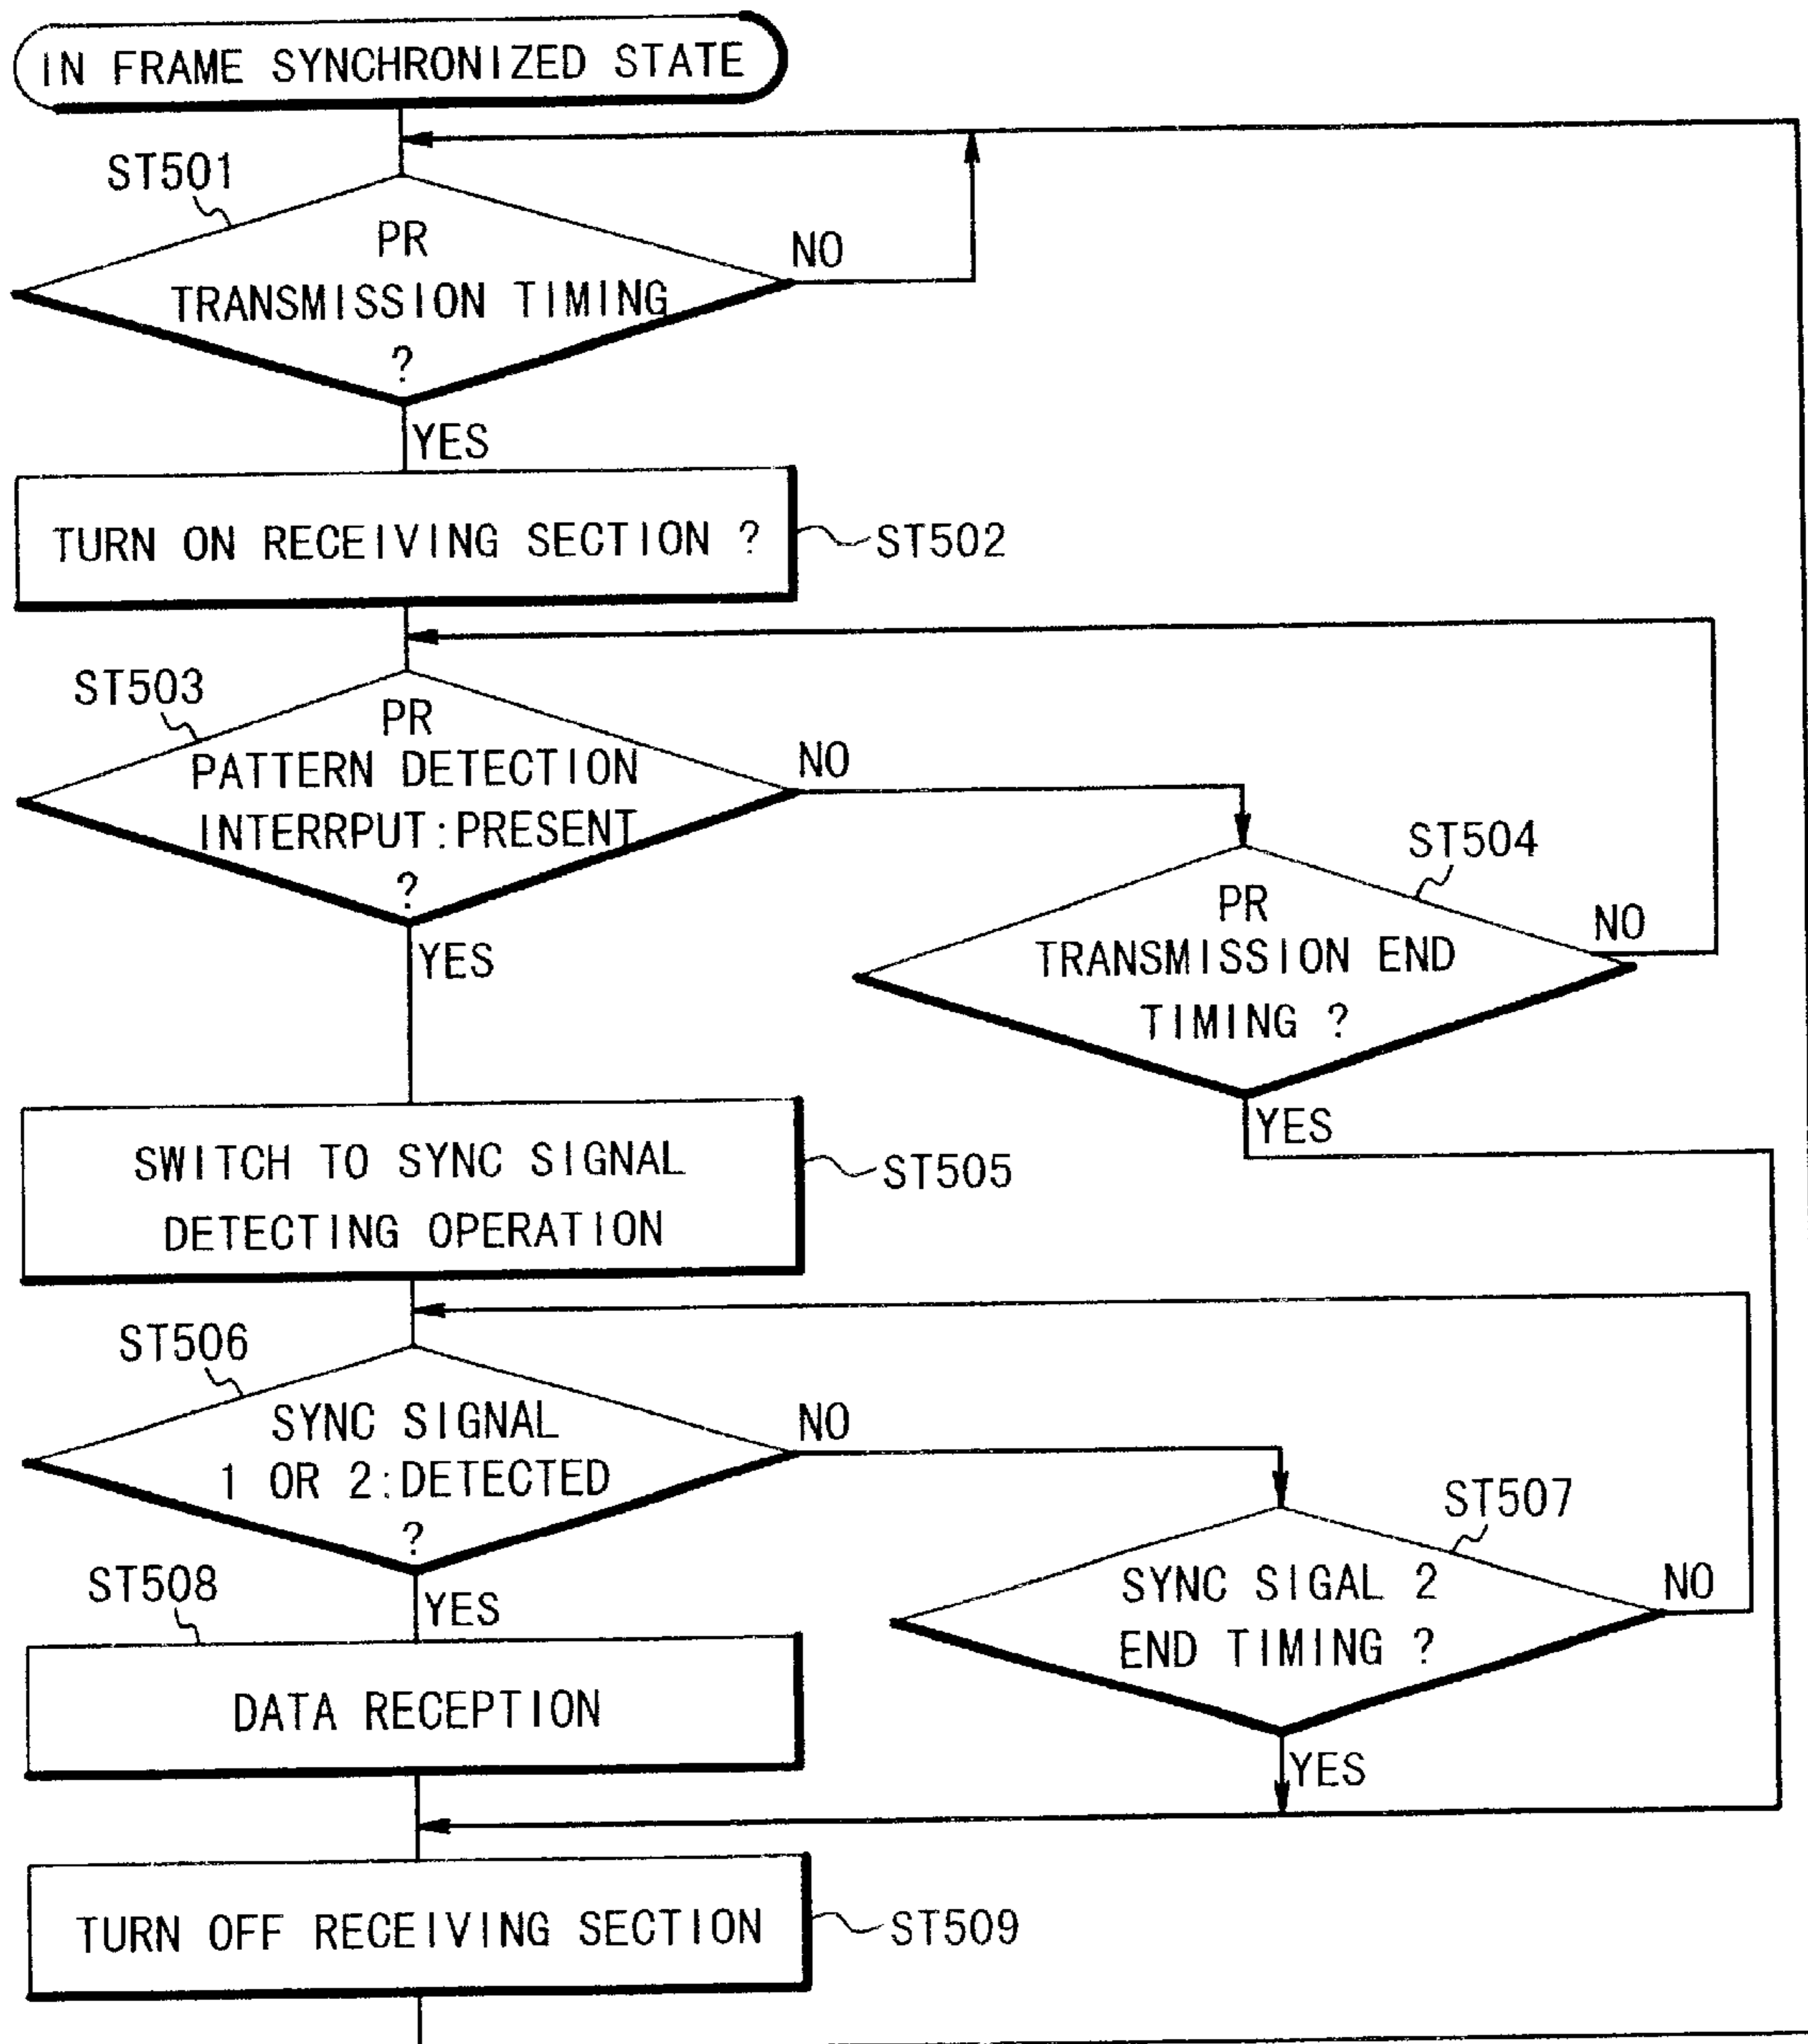 IN FRAME SYNCHRONIZED STATE
ST501
PR
TRANSMISSION TIMING
?
NO
YES
TURN ON RECEIVING SECTION ?
ST502
ST503
PR
PATTERN DETECTION
INTERRPUT:PRESENT
?
NO
YES
ST504
PR
TRANSMISSION END
TIMING ?
NO
YES
SWITCH TO SYNC SIGNAL
DETECTING OPERATION
ST505
ST506
SYNC SIGNAL
1 OR 2:DETECTED
?
NO
YES
ST507
SYNC SIGAL 2
END TIMING ?
NO
YES
ST508
DATA RECEPTION
TURN OFF RECEIVING SECTION
ST509